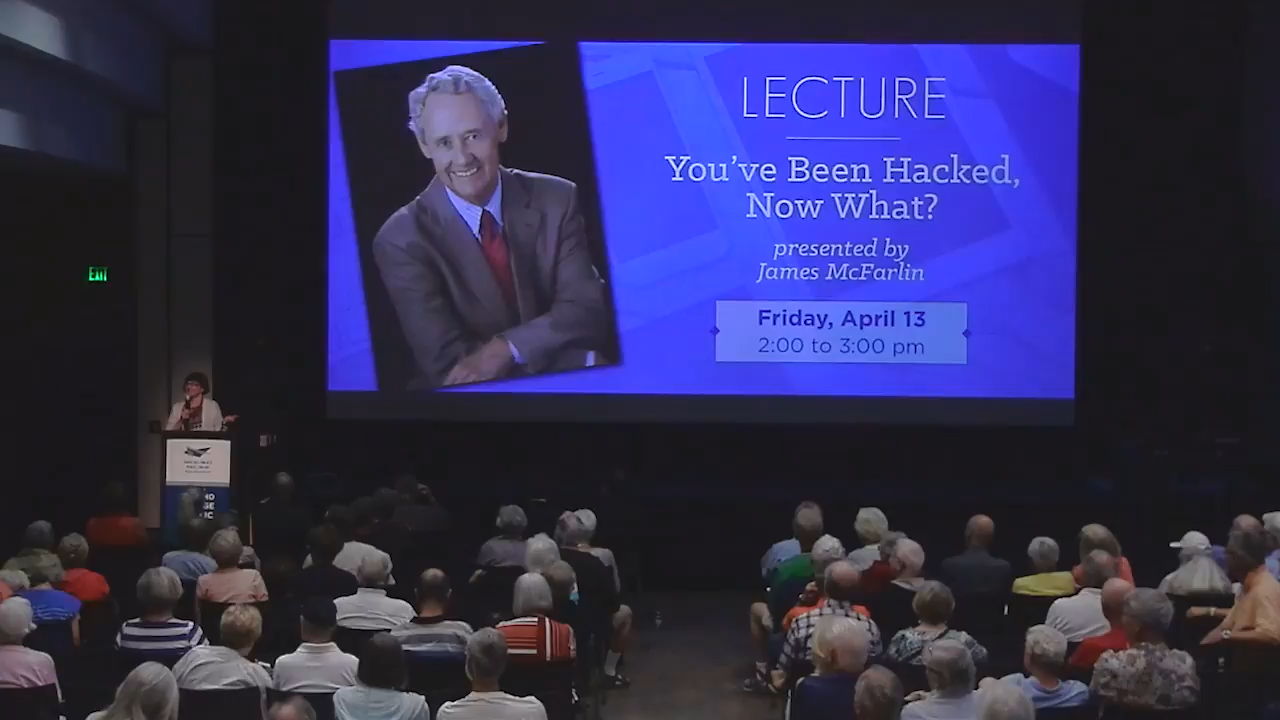 LECTURE
You've Been Hacked,
Now What?
presented by
James McFarlin
Friday, April 13
2:00 to 3:00 pm
EXIT